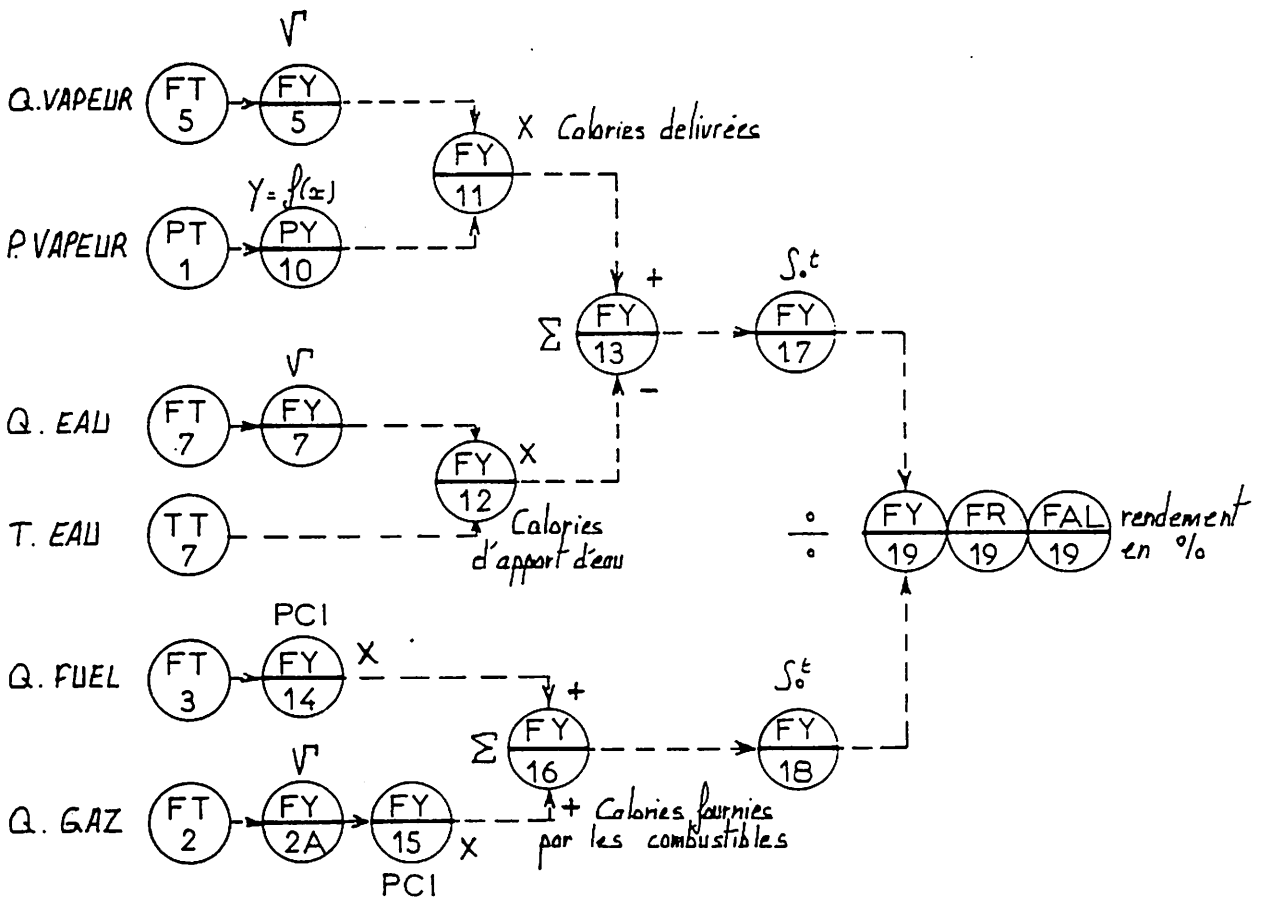 √
Q.VAPEUR FT 5 FY 5
X Calories delivrées
FY 11
Y=f(x)
P.VAPEUR PT 1 PY 10
+
∫₀ᵗ
Σ FY 13 FY 17
-
√
Q. EAU FT 7 FY 7
X
FY 12
Calories
d'apport d'eau
T. EAU TT 7
÷ FY 19 FR 19 FAL 19 rendement
en %
PCI
Q. FUEL FT 3 FY 14 X
+
∫₀ᵗ
Σ FY 16 FY 18
√
Q. GAZ FT 2 FY 2A FY 15 X
+ Calories fournies
par les combustibles
PCI